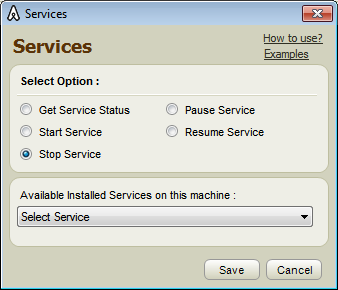 Services
Services
How to use?
Examples
Select Option :
Get Service Status
Pause Service
Start Service
Resume Service
Stop Service
Available Installed Services on this machine :
Select Service
Save
Cancel